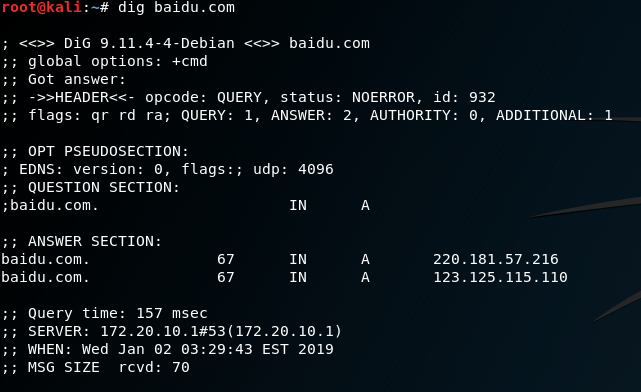 root@kali:~# dig baidu.com
; <<>> DiG 9.11.4-4-Debian <<>> baidu.com
;; global options: +cmd
;; Got answer:
;; ->>HEADER<<- opcode: QUERY, status: NOERROR, id: 932
;; flags: qr rd ra; QUERY: 1, ANSWER: 2, AUTHORITY: 0, ADDITIONAL: 1
;; OPT PSEUDOSECTION:
; EDNS: version: 0, flags:; udp: 4096
;; QUESTION SECTION:
;baidu.com. IN A
;; ANSWER SECTION:
baidu.com. 67 IN A 220.181.57.216
baidu.com. 67 IN A 123.125.115.110
;; Query time: 157 msec
;; SERVER: 172.20.10.1#53(172.20.10.1)
;; WHEN: Wed Jan 02 03:29:43 EST 2019
;; MSG SIZE rcvd: 70